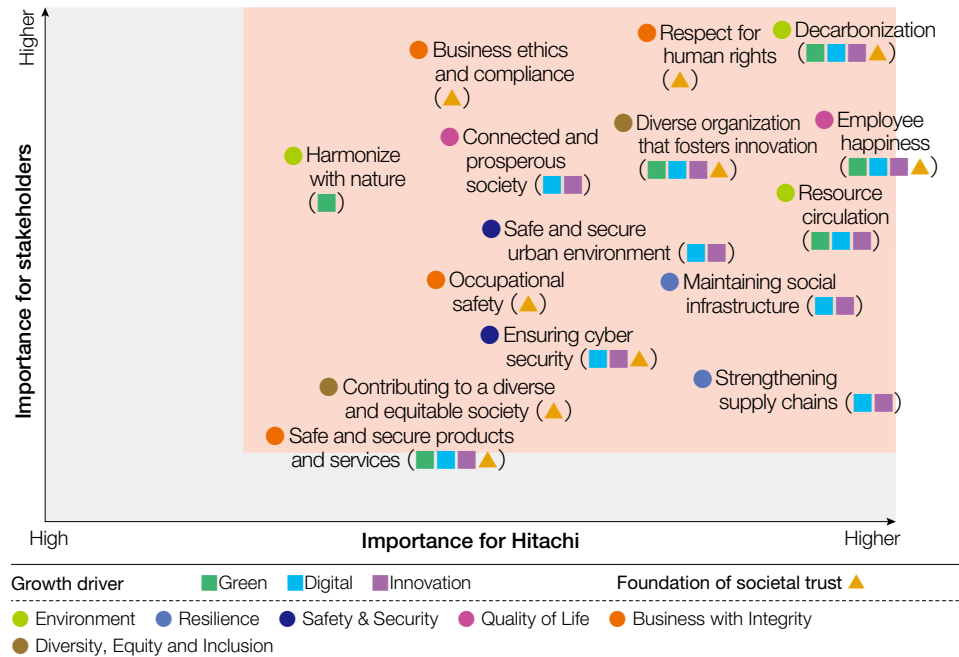 Higher
Importance for stakeholders
Business ethics
and compliance
( )
Respect for
human rights
( )
Decarbonization
( )
Harmonize
with nature
( )
Connected and
prosperous
society ( )
Diverse organization
that fosters innovation
( )
Employee
happiness
( )
Resource
circulation
( )
Safe and secure
urban environment ( )
Occupational
safety ( )
Maintaining social
infrastructure ( )
Ensuring cyber
security ( )
Contributing to a diverse
and equitable society ( )
Strengthening
supply chains ( )
Safe and secure products
and services ( )
High
Importance for Hitachi
Higher
Growth driver Green Digital Innovation Foundation of societal trust
Environment Resilience Safety & Security Quality of Life Business with Integrity
Diversity, Equity and Inclusion